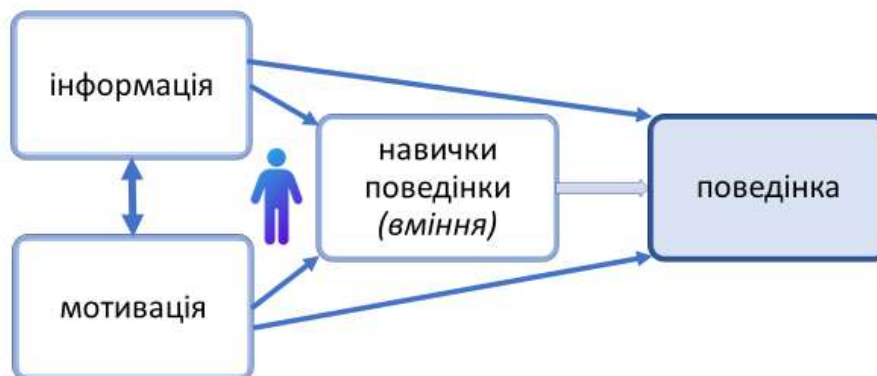 інформація
навички
поведінки
(вміння)
поведінка
мотивація